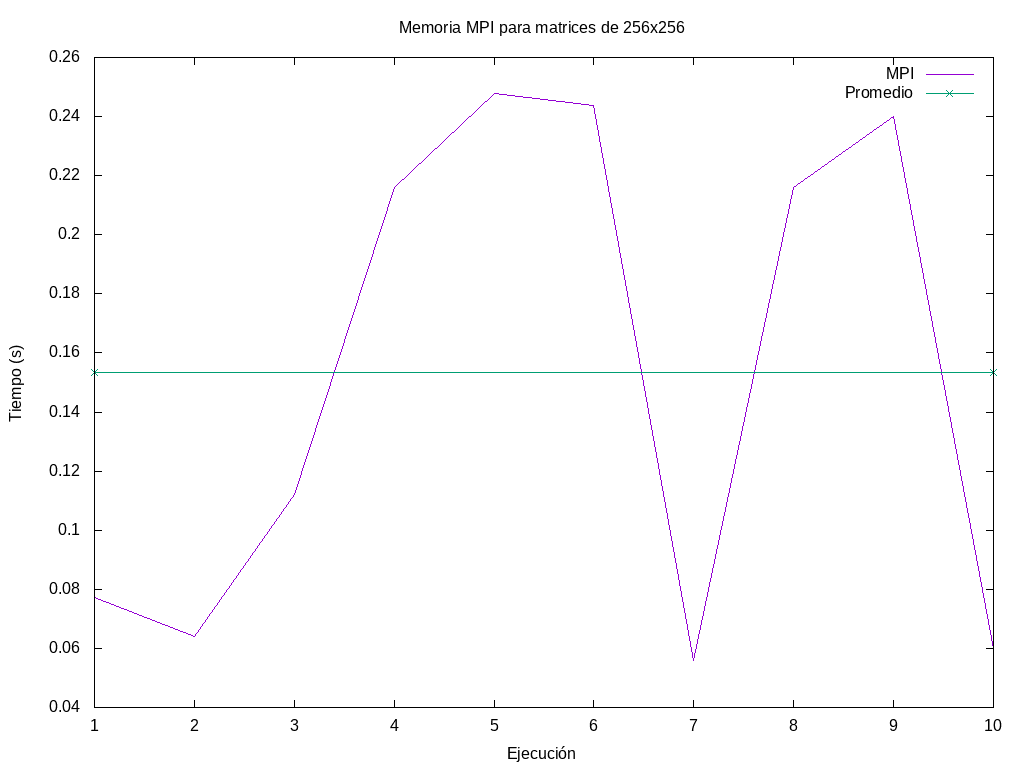 Memoria MPI para matrices de 256x256
MPI
Promedio
0.26
0.24
0.22
0.2
0.18
0.16
0.14
0.12
0.1
0.08
0.06
0.04
Tiempo (s)
1 2 3 4 5 6 7 8 9 10
Ejecución